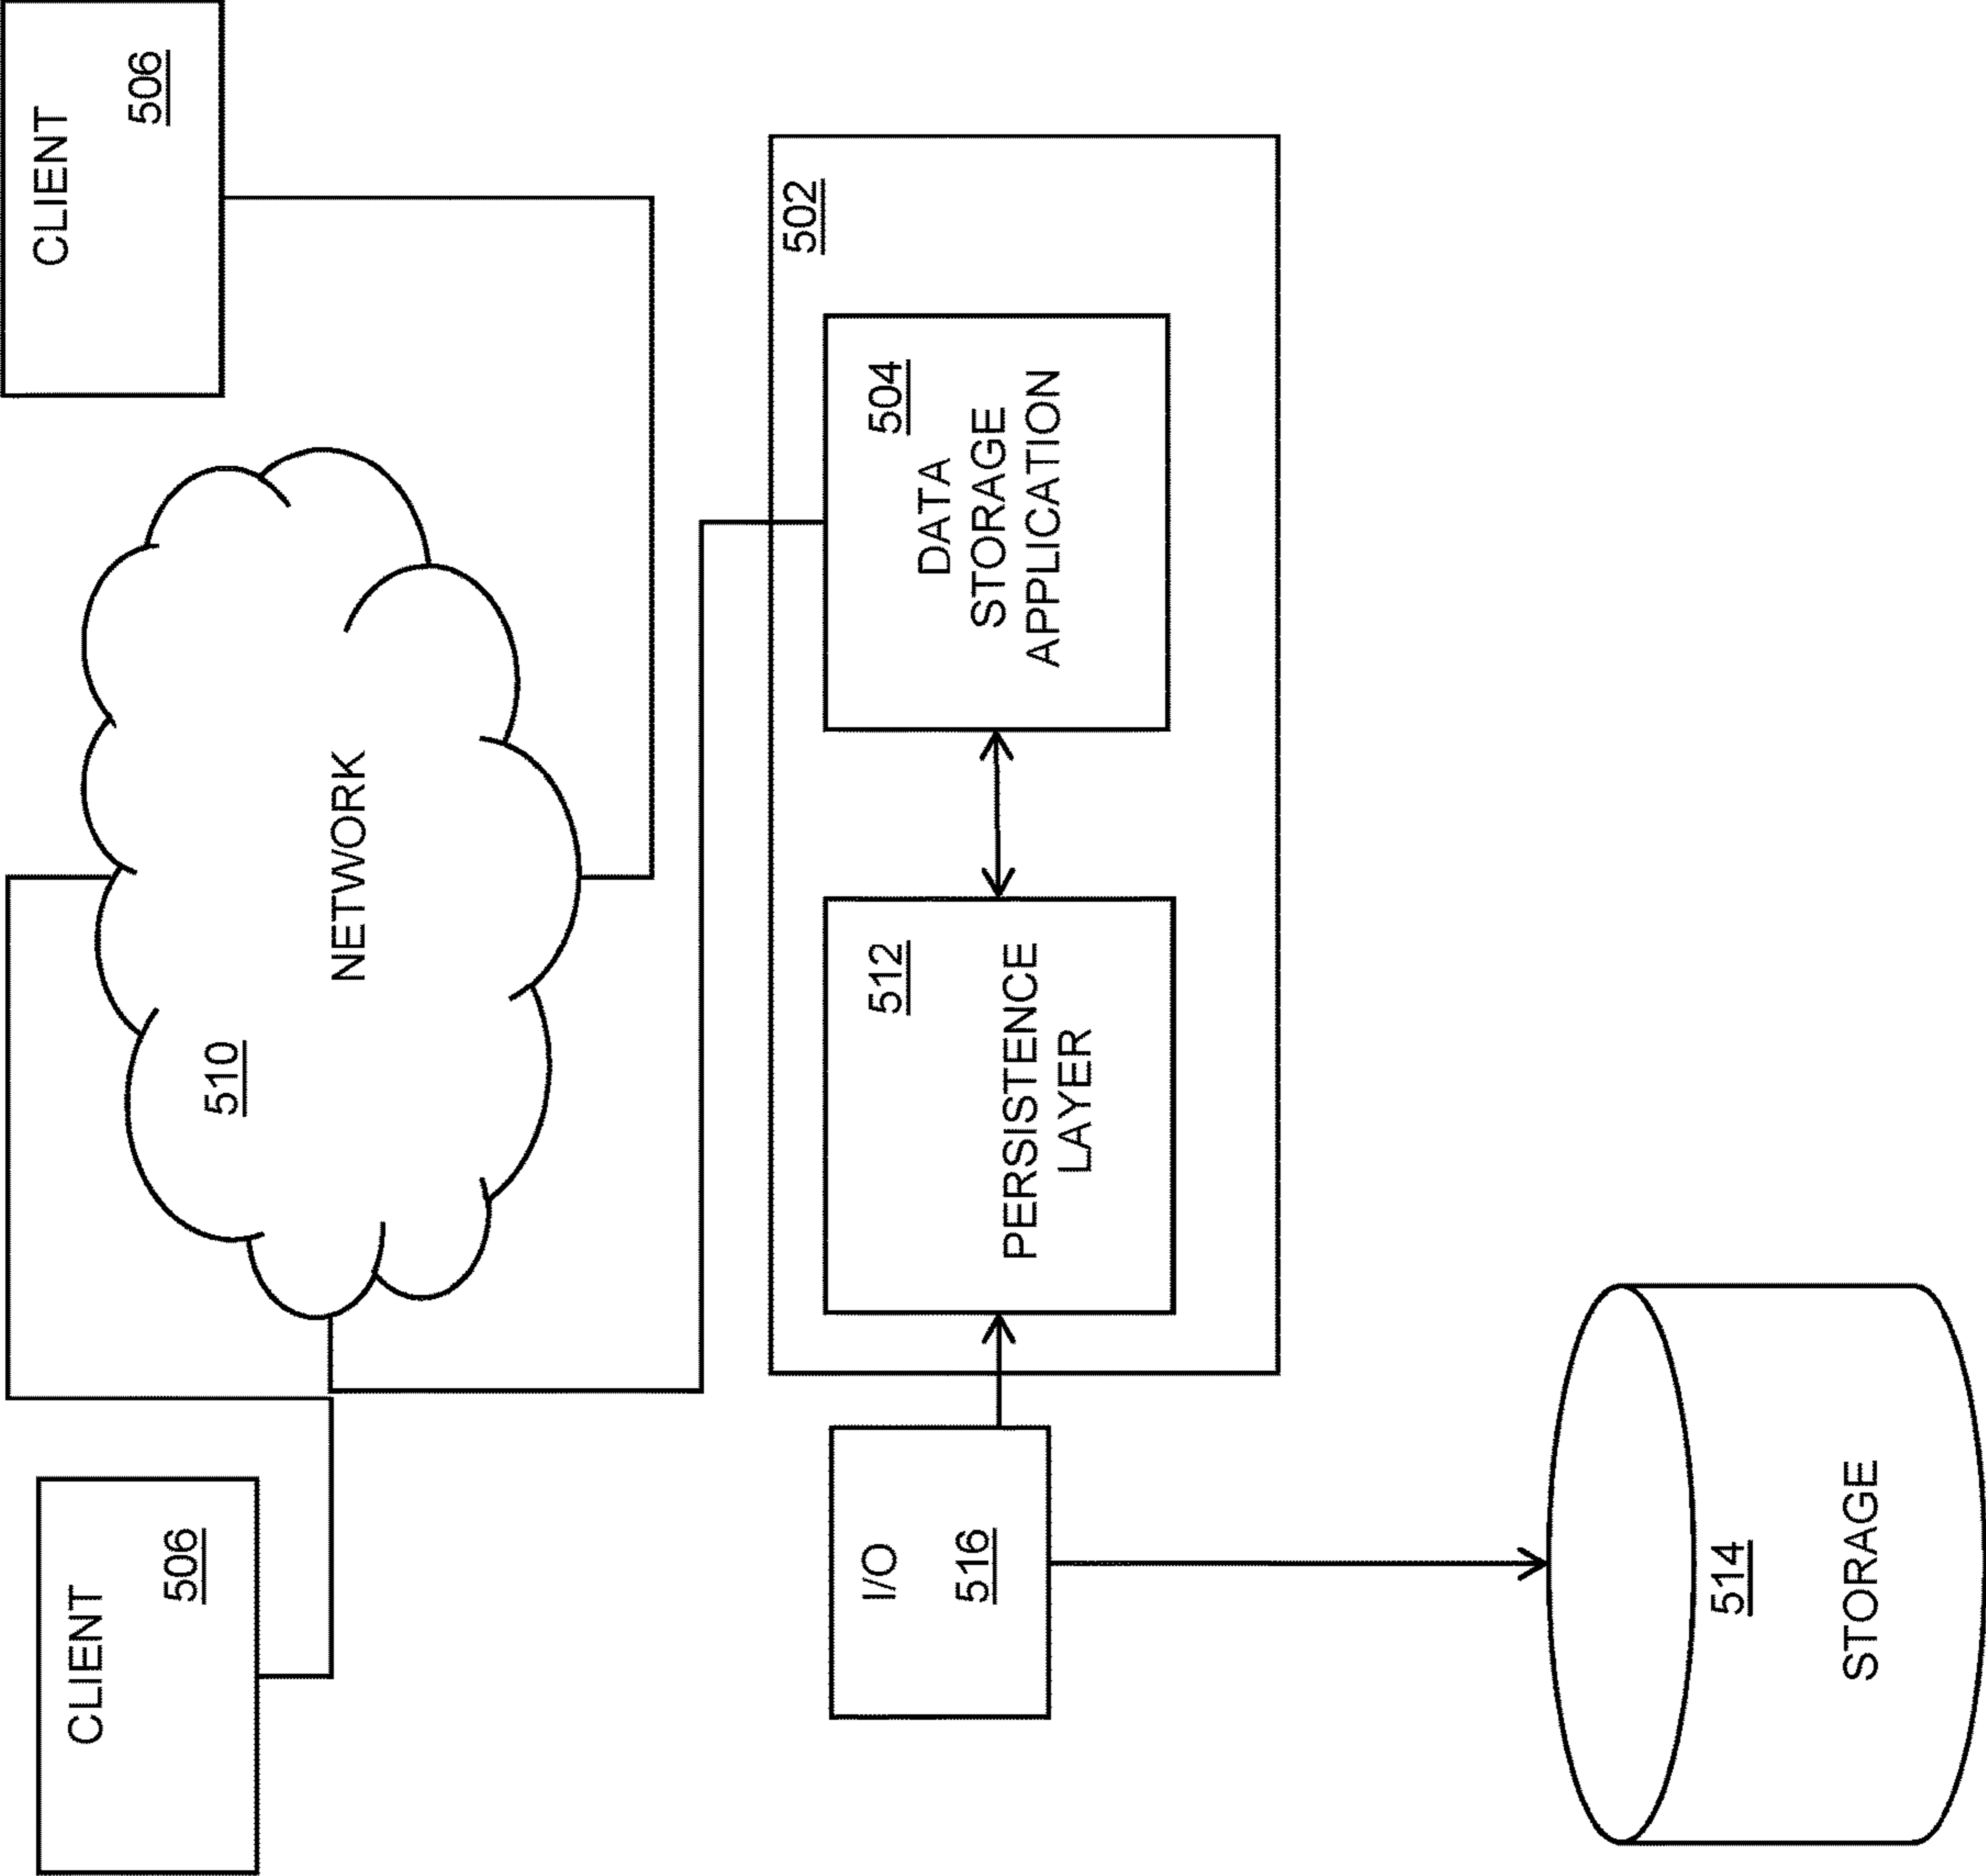 CLIENT
506
CLIENT
506
510
NETWORK
502
512
PERSISTENCE
LAYER
504
DATA
STORAGE
APPLICATION
I/O
516
514
STORAGE